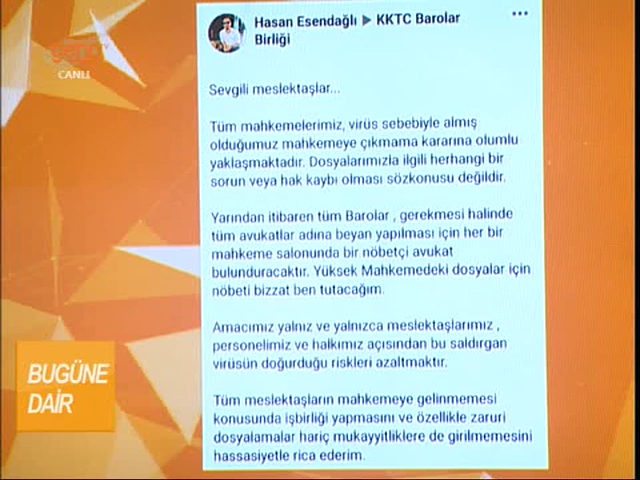 genç TV
CANLI
Hasan Esendağlı ▶ KKTC Barolar
Birliği
Sevgili meslektaşlar...
Tüm mahkemelerimiz, virüs sebebiyle almış
olduğumuz mahkemeye çıkmama kararına olumlu
yaklaşmaktadır. Dosyalarımızla ilgili herhangi bir
sorun veya hak kaybı olması sözkonusu değildir.
Yarından itibaren tüm Barolar , gerekmesi halinde
tüm avukatlar adına beyan yapılması için her bir
mahkeme salonunda bir nöbetçi avukat
bulunduracaktır. Yüksek Mahkemedeki dosyalar için
nöbeti bizzat ben tutacağım.
Amacımız yalnız ve yalnızca meslektaşlarımız ,
personelimiz ve halkımız açısından bu saldırgan
virüsün doğurduğu riskleri azaltmaktır.
Tüm meslektaşların mahkemeye gelinmemesi
konusunda işbirliği yapmasını ve özellikle zaruri
dosyalamalar hariç mukayyitliklere de girilmemesini
hassasiyetle rica ederim.
BUGÜNE
DAİR